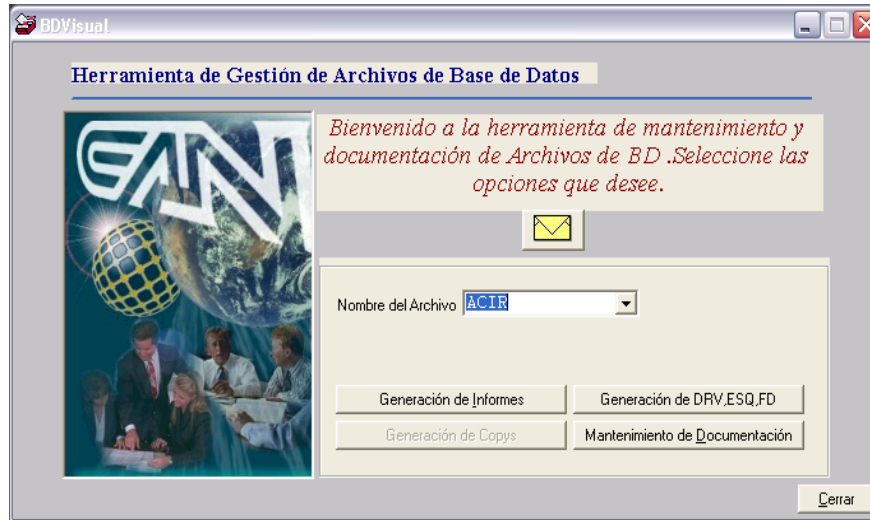 BDVisual
Herramienta de Gestión de Archivos de Base de Datos
Bienvenido a la herramienta de mantenimiento y
documentación de Archivos de BD .Seleccione las
opciones que desee.
Nombre del Archivo ACIR
Generación de Informes Generación de DRV,ESQ,FD
Generación de Copys Mantenimiento de Documentación
Cerrar